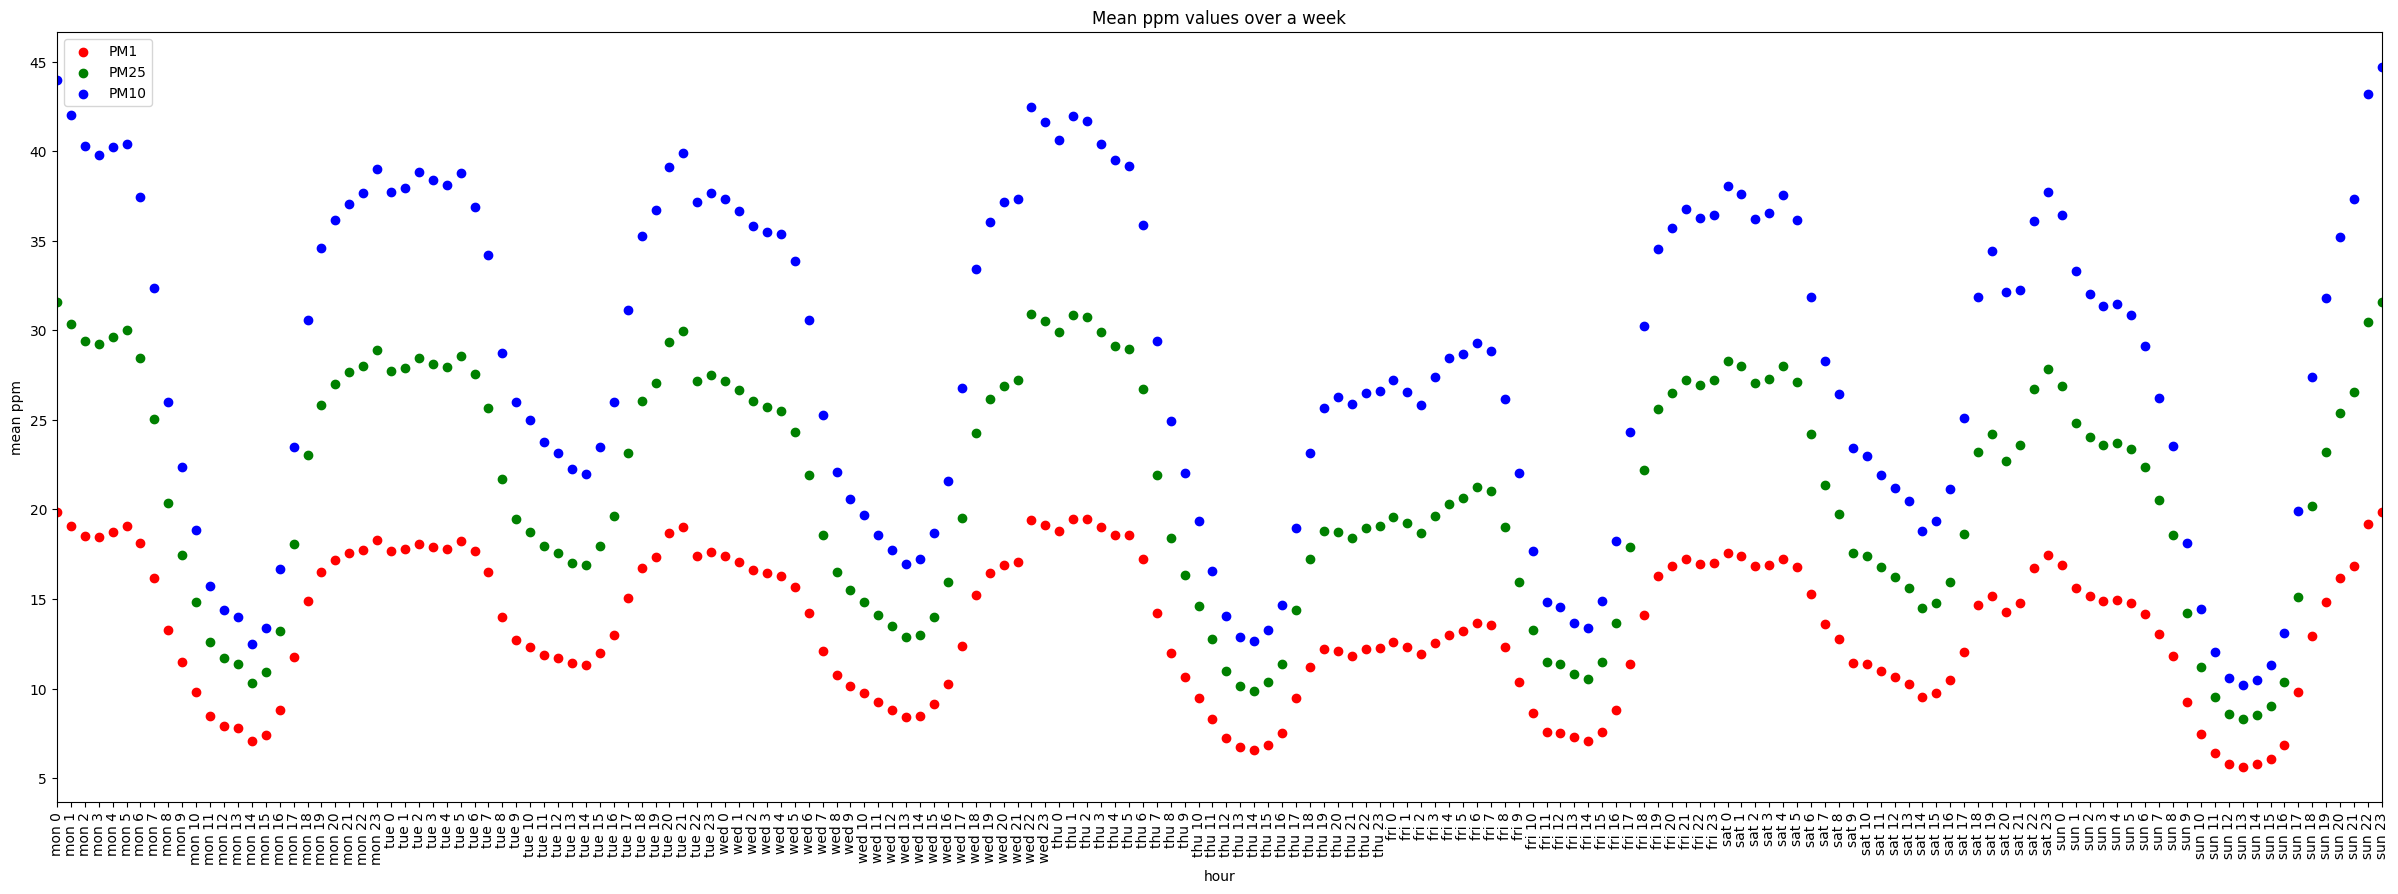 Mean ppm values over a week
PM1
PM25
PM10
45
40
35
30
25
20
15
10
5
mean ppm
mon 0
mon 1
mon 2
mon 3
mon 4
mon 5
mon 6
mon 7
mon 8
mon 9
mon 10
mon 11
mon 12
mon 13
mon 14
mon 15
mon 16
mon 17
mon 18
mon 19
mon 20
mon 21
mon 22
mon 23
tue 0
tue 1
tue 2
tue 3
tue 4
tue 5
tue 6
tue 7
tue 8
tue 9
tue 10
tue 11
tue 12
tue 13
tue 14
tue 15
tue 16
tue 17
tue 18
tue 19
tue 20
tue 21
tue 22
tue 23
wed 0
wed 1
wed 2
wed 3
wed 4
wed 5
wed 6
wed 7
wed 8
wed 9
wed 10
wed 11
wed 12
wed 13
wed 14
wed 15
wed 16
wed 17
wed 18
wed 19
wed 20
wed 21
wed 22
wed 23
thu 0
thu 1
thu 2
thu 3
thu 4
thu 5
thu 6
thu 7
thu 8
thu 9
thu 10
thu 11
thu 12
thu 13
thu 14
thu 15
thu 16
thu 17
thu 18
thu 19
thu 20
thu 21
thu 22
thu 23
fri 0
fri 1
fri 2
fri 3
fri 4
fri 5
fri 6
fri 7
fri 8
fri 9
fri 10
fri 11
fri 12
fri 13
fri 14
fri 15
fri 16
fri 17
fri 18
fri 19
fri 20
fri 21
fri 22
fri 23
sat 0
sat 1
sat 2
sat 3
sat 4
sat 5
sat 6
sat 7
sat 8
sat 9
sat 10
sat 11
sat 12
sat 13
sat 14
sat 15
sat 16
sat 17
sat 18
sat 19
sat 20
sat 21
sat 22
sat 23
sun 0
sun 1
sun 2
sun 3
sun 4
sun 5
sun 6
sun 7
sun 8
sun 9
sun 10
sun 11
sun 12
sun 13
sun 14
sun 15
sun 16
sun 17
sun 18
sun 19
sun 20
sun 21
sun 22
sun 23
hour